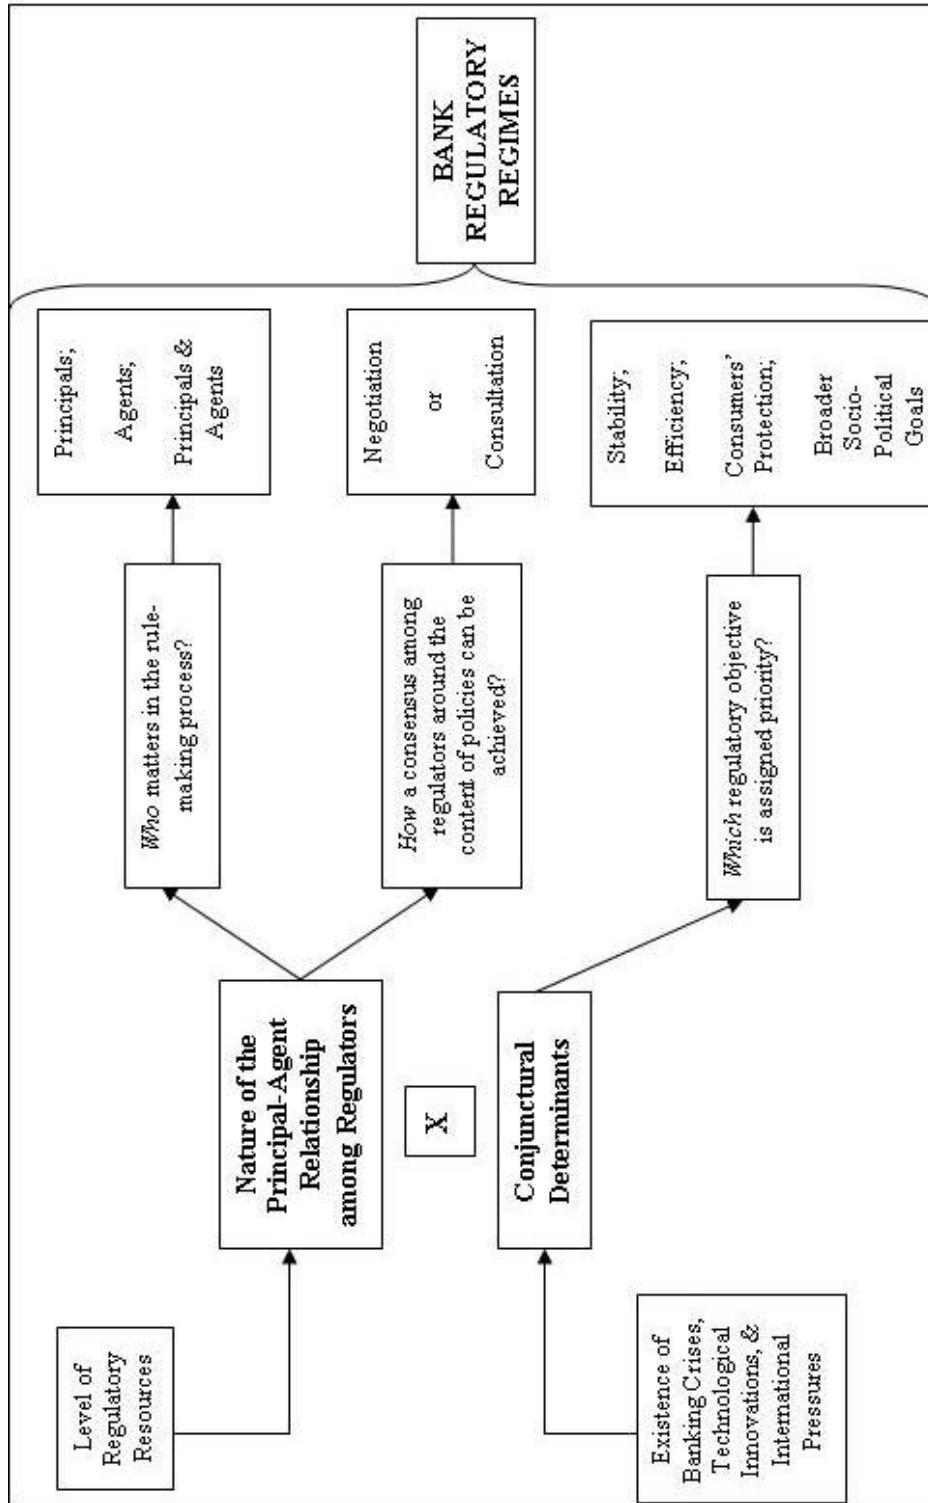 Level of
Regulatory
Resources
Existence of
Banking Crises,
Technological
Innovations, &
International
Pressures
Nature of the
Principal-Agent
Relationship
among Regulators
X
Conjunctural
Determinants
Who matters in the rule-
making process?
How a consensus among
regulators around the
content of policies can be
achieved?
Which regulatory objective
is assigned priority?
Principals;
Agents;
Principals &
Agents
Negotiation
or
Consultation
Stability;
Efficiency;
Consumers'
Protection;
Broader
Socio-
Political
Goals
BANK
REGULATORY
REGIMES